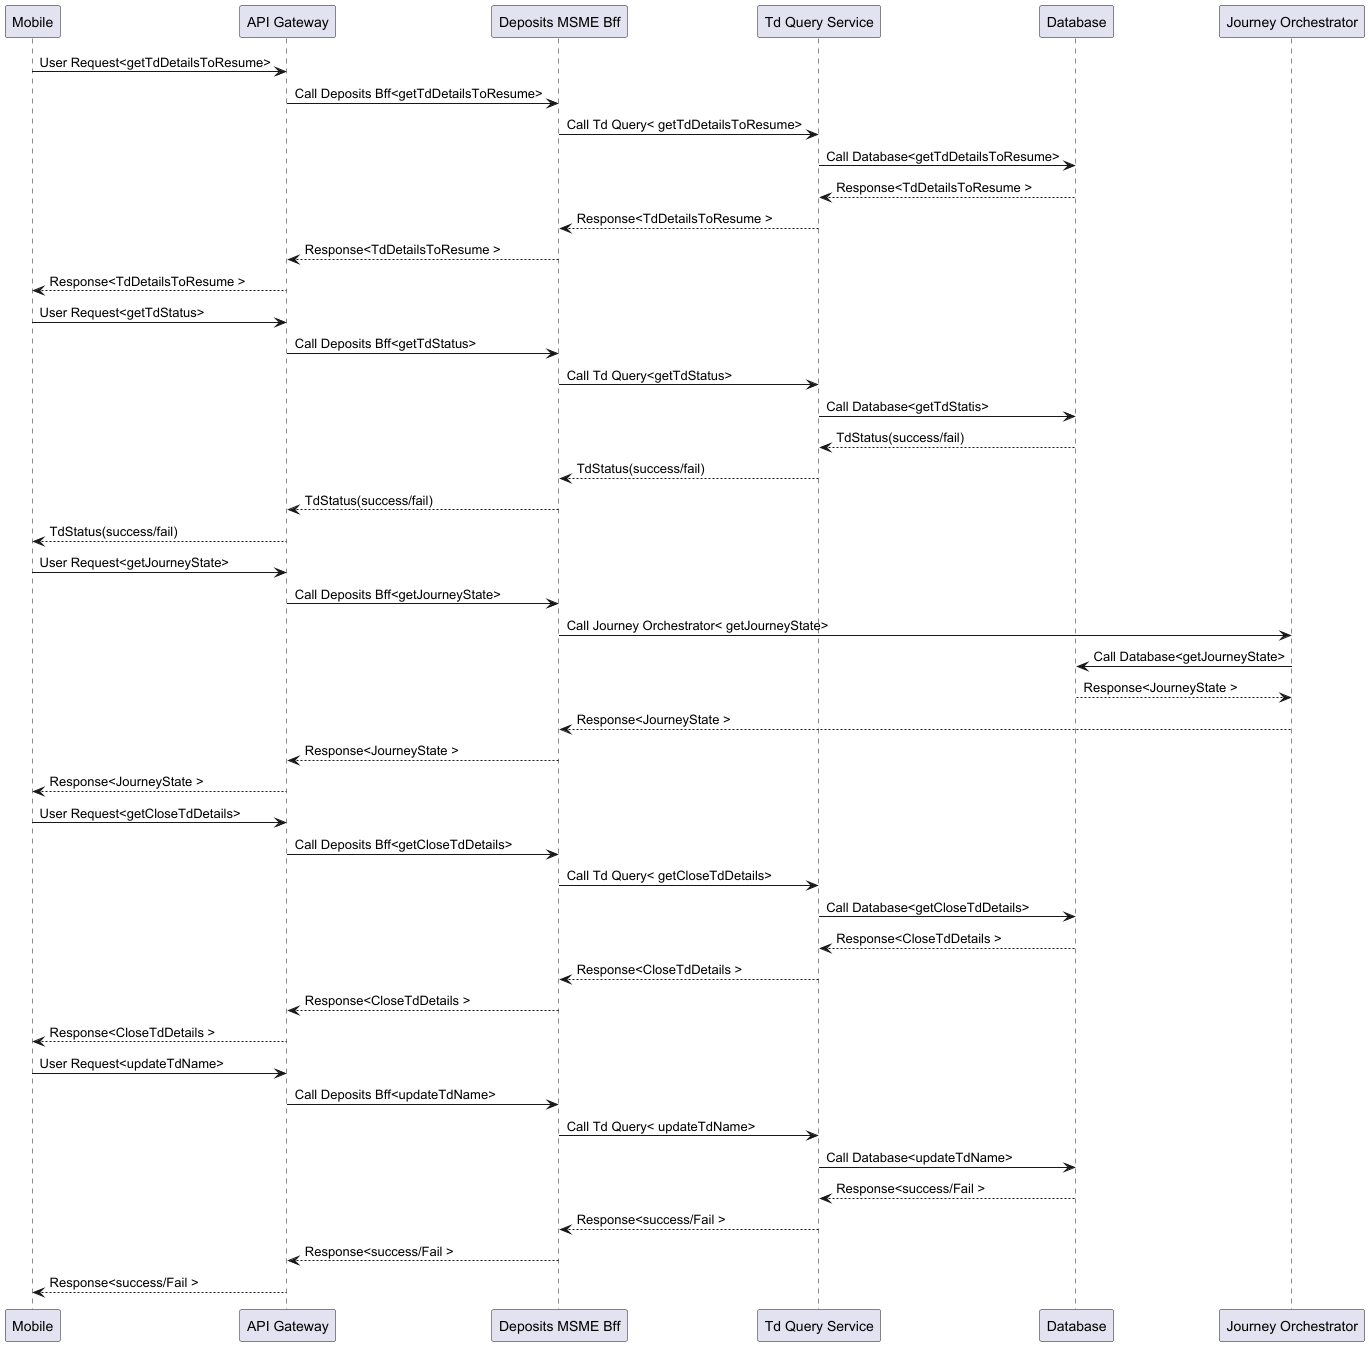 Mobile
API Gateway
Deposits MSME Bff
Td Query Service
Database
Journey Orchestrator
User Request<getTdDetailsToResume>
Call Deposits Bff<getTdDetailsToResume>
Call Td Query< getTdDetailsToResume>
Call Database<getTdDetailsToResume>
Response<TdDetailsToResume >
Response<TdDetailsToResume >
Response<TdDetailsToResume >
Response<TdDetailsToResume >
User Request<getTdStatus>
Call Deposits Bff<getTdStatus>
Call Td Query<getTdStatus>
Call Database<getTdStatis>
TdStatus(success/fail)
TdStatus(success/fail)
TdStatus(success/fail)
TdStatus(success/fail)
User Request<getJourneyState>
Call Deposits Bff<getJourneyState>
Call Journey Orchestrator< getJourneyState>
Call Database<getJourneyState>
Response<JourneyState >
Response<JourneyState >
Response<JourneyState >
Response<JourneyState >
User Request<getCloseTdDetails>
Call Deposits Bff<getCloseTdDetails>
Call Td Query< getCloseTdDetails>
Call Database<getCloseTdDetails>
Response<CloseTdDetails >
Response<CloseTdDetails >
Response<CloseTdDetails >
Response<CloseTdDetails >
User Request<updateTdName>
Call Deposits Bff<updateTdName>
Call Td Query< updateTdName>
Call Database<updateTdName>
Response<success/Fail >
Response<success/Fail >
Response<success/Fail >
Response<success/Fail >
Mobile
API Gateway
Deposits MSME Bff
Td Query Service
Database
Journey Orchestrator